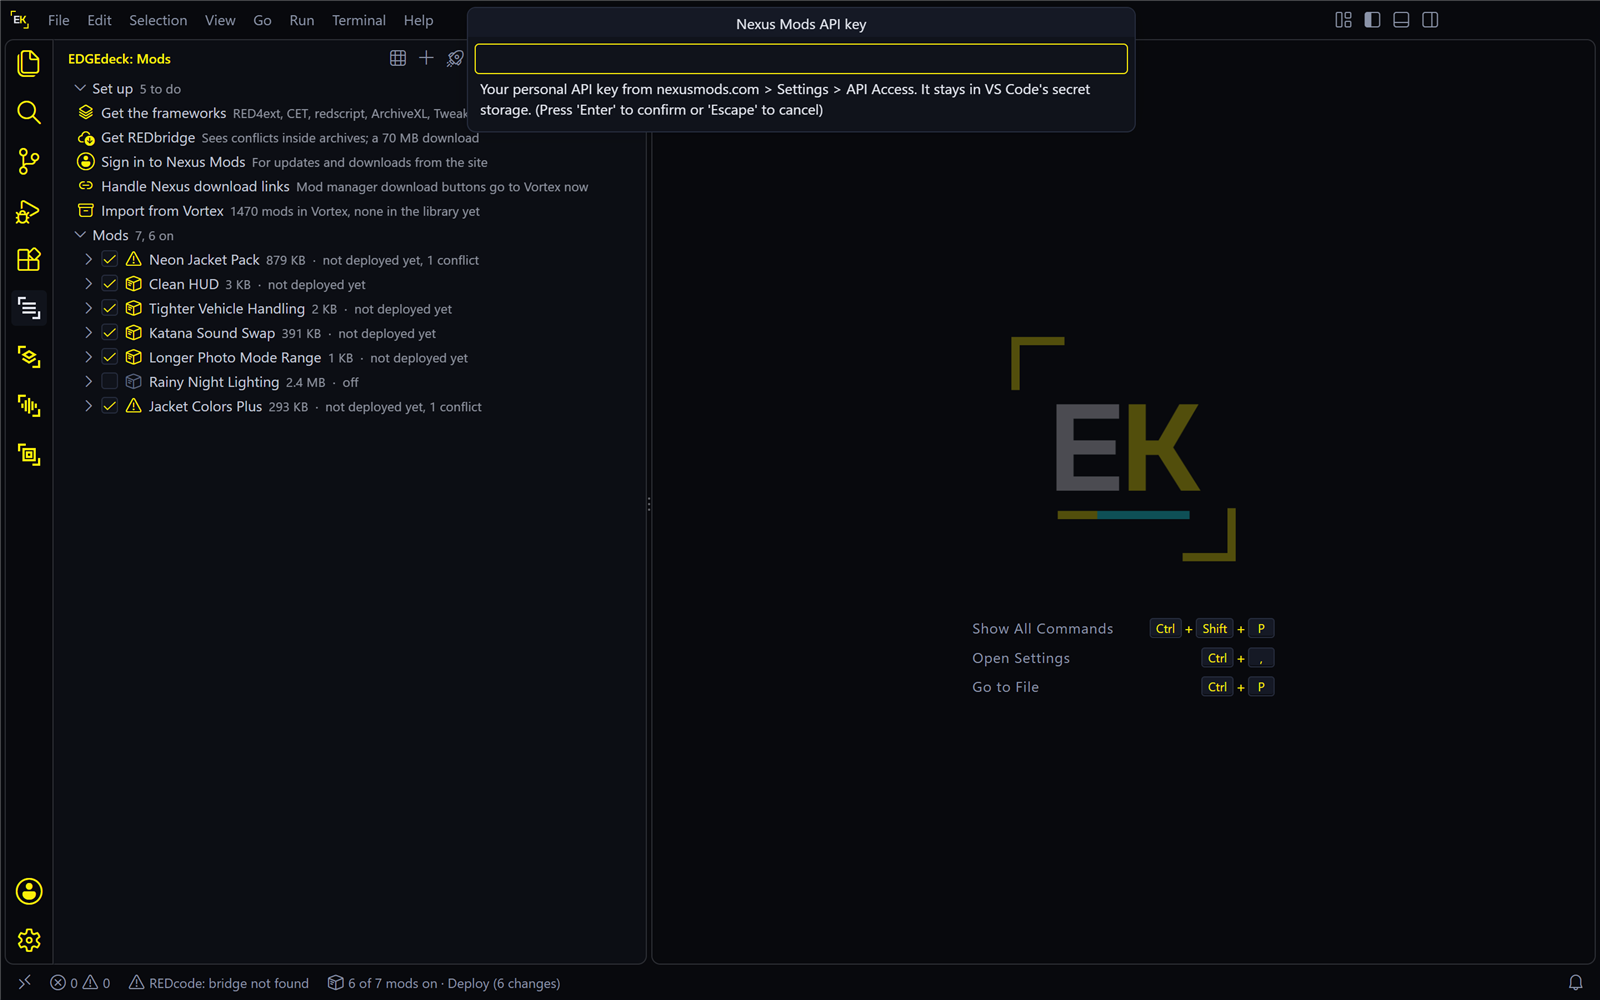 EK File Edit Selection View Go Run Terminal Help
Nexus Mods API key
Your personal API key from nexusmods.com > Settings > API Access. It stays in VS Code's secret
storage. (Press 'Enter' to confirm or 'Escape' to cancel)
EDGEdeck: Mods
Set up 5 to do
Get the frameworks RED4ext, CET, redscript, ArchiveXL, Tweak
Get REDbridge Sees conflicts inside archives; a 70 MB download
Sign in to Nexus Mods For updates and downloads from the site
Handle Nexus download links Mod manager download buttons go to Vortex now
Import from Vortex 1470 mods in Vortex, none in the library yet
Mods 7, 6 on
Neon Jacket Pack 879 KB · not deployed yet, 1 conflict
Clean HUD 3 KB · not deployed yet
Tighter Vehicle Handling 2 KB · not deployed yet
Katana Sound Swap 391 KB · not deployed yet
Longer Photo Mode Range 1 KB · not deployed yet
Rainy Night Lighting 2.4 MB · off
Jacket Colors Plus 293 KB · not deployed yet, 1 conflict
EK
Show All Commands Ctrl + Shift + P
Open Settings Ctrl + ,
Go to File Ctrl + P
0 0 REDcode: bridge not found 6 of 7 mods on · Deploy (6 changes)